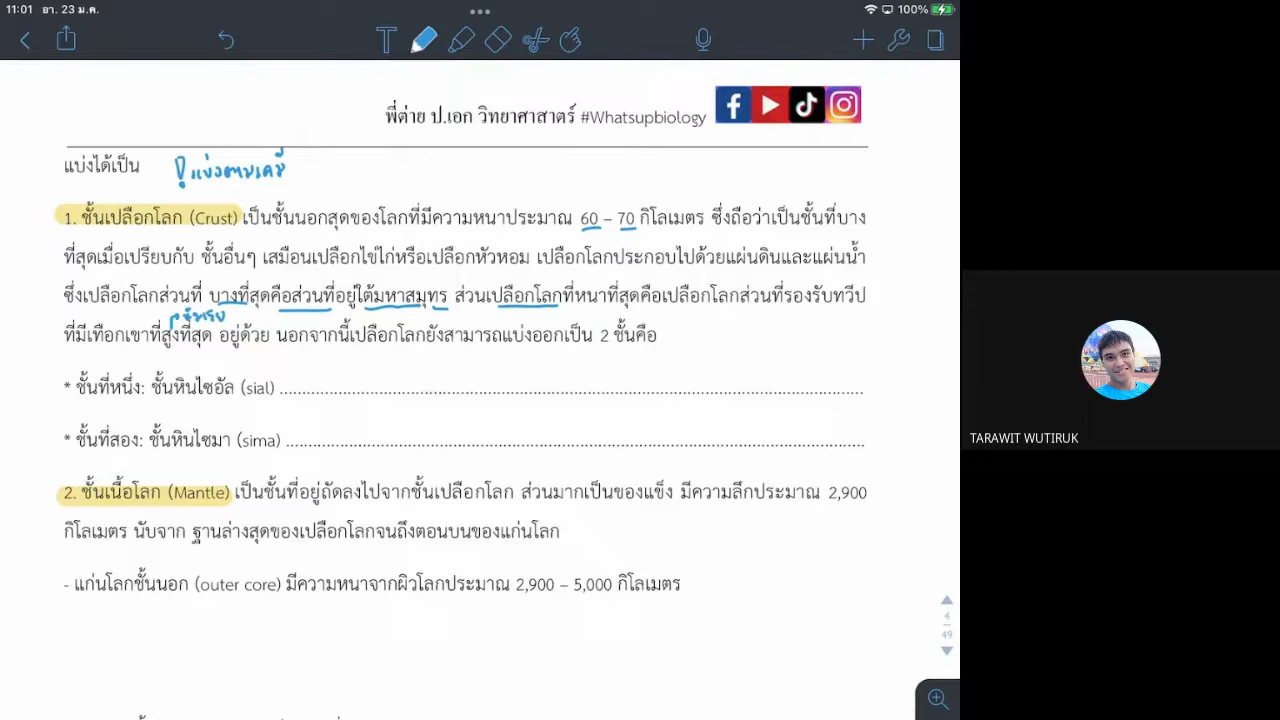 11:01 อา. 23 ม.ค.
100%
พี่ต่าย ป.เอก วิทยาศาสตร์ #Whatsupbiology
แบ่งได้เป็น แบ่งตามเคมี
1. ชั้นเปลือกโลก (Crust) เป็นชั้นนอกสุดของโลกที่มีความหนาประมาณ 60 – 70 กิโลเมตร ซึ่งถือว่าเป็นชั้นที่บาง
ที่สุดเมื่อเปรียบกับ ชั้นอื่นๆ เสมือนเปลือกไข่ไก่หรือเปลือกหัวหอม เปลือกโลกประกอบไปด้วยแผ่นดินและแผ่นน้ำ
ซึ่งเปลือกโลกส่วนที่ บางที่สุดคือส่วนที่อยู่ใต้มหาสมุทร ส่วนเปลือกโลกที่หนาที่สุดคือเปลือกโลกส่วนที่รองรับทวีป
ที่มีเทือกเขาที่สูงที่สุด อยู่ด้วย นอกจากนี้เปลือกโลกยังสามารถแบ่งออกเป็น 2 ชั้นคือ
* ชั้นที่หนึ่ง: ชั้นหินไซอัล (sial) ........................................................................................................................
* ชั้นที่สอง: ชั้นหินไซมา (sima) ........................................................................................................................
2. ชั้นเนื้อโลก (Mantle) เป็นชั้นที่อยู่ถัดลงไปจากชั้นเปลือกโลก ส่วนมากเป็นของแข็ง มีความลึกประมาณ 2,900
กิโลเมตร นับจาก ฐานล่างสุดของเปลือกโลกจนถึงตอนบนของแก่นโลก
- แก่นโลกชั้นนอก (outer core) มีความหนาจากผิวโลกประมาณ 2,900 – 5,000 กิโลเมตร
4
49
TARAWIT WUTIRUK